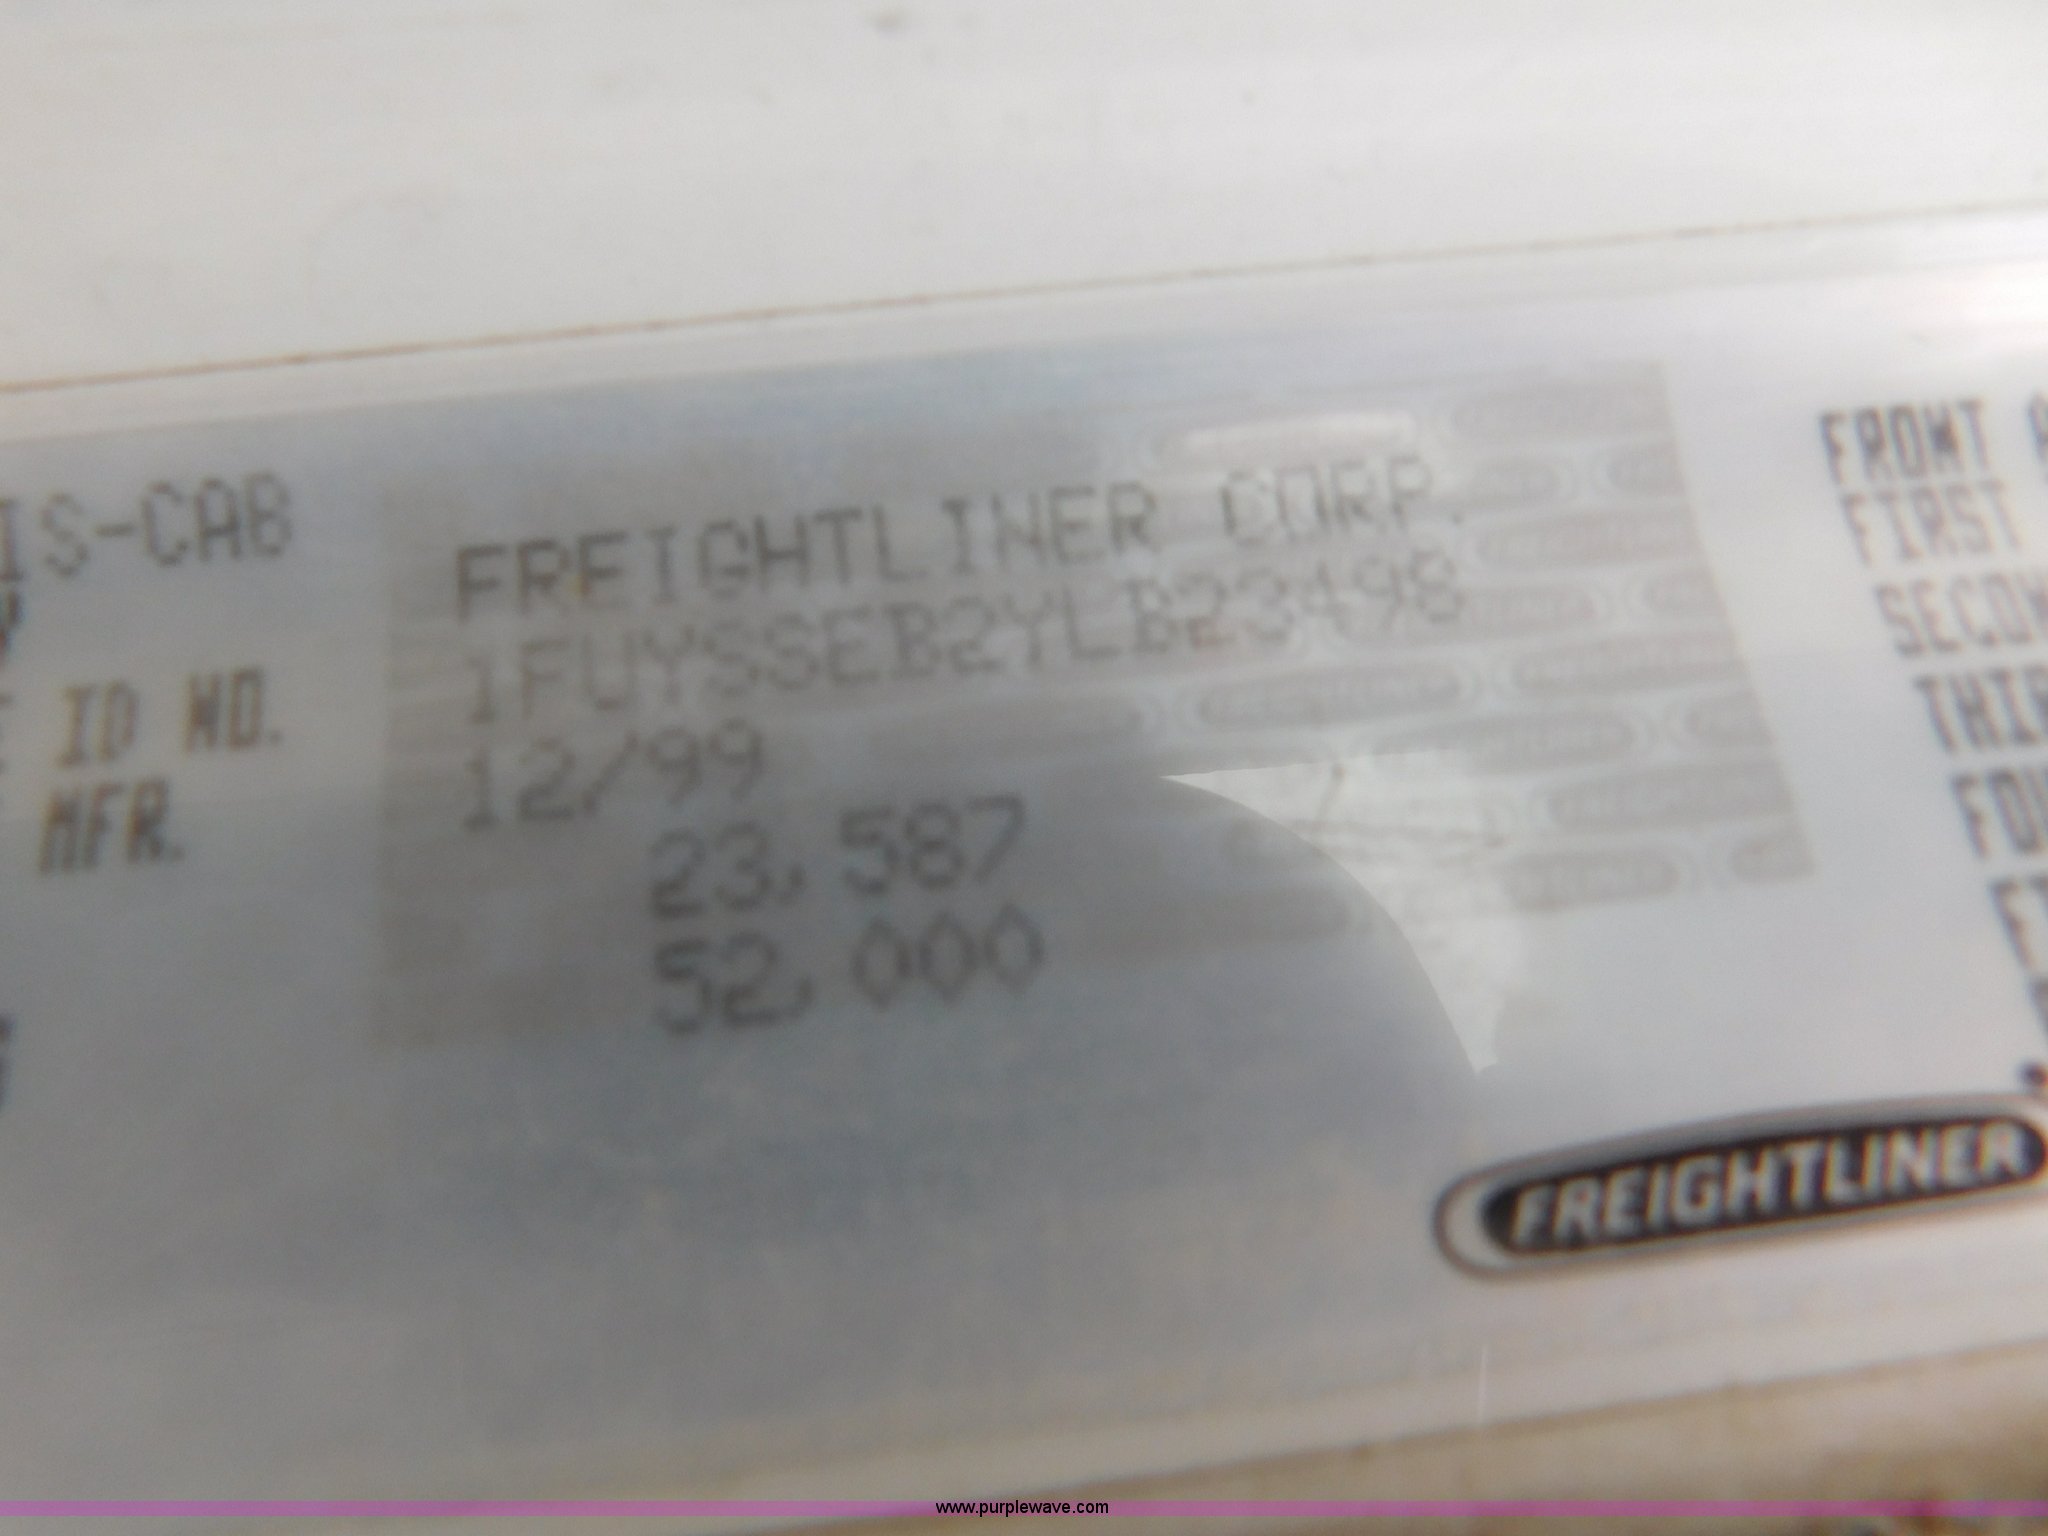 IS-CAB
FREIGHTLINER CORP.
1FUYSSEB2YLB23498
ID NO.
12/99
MFR.
23,587
52,000
FRONT
FIRST
FREIGHTLINER
www.purplewave.com